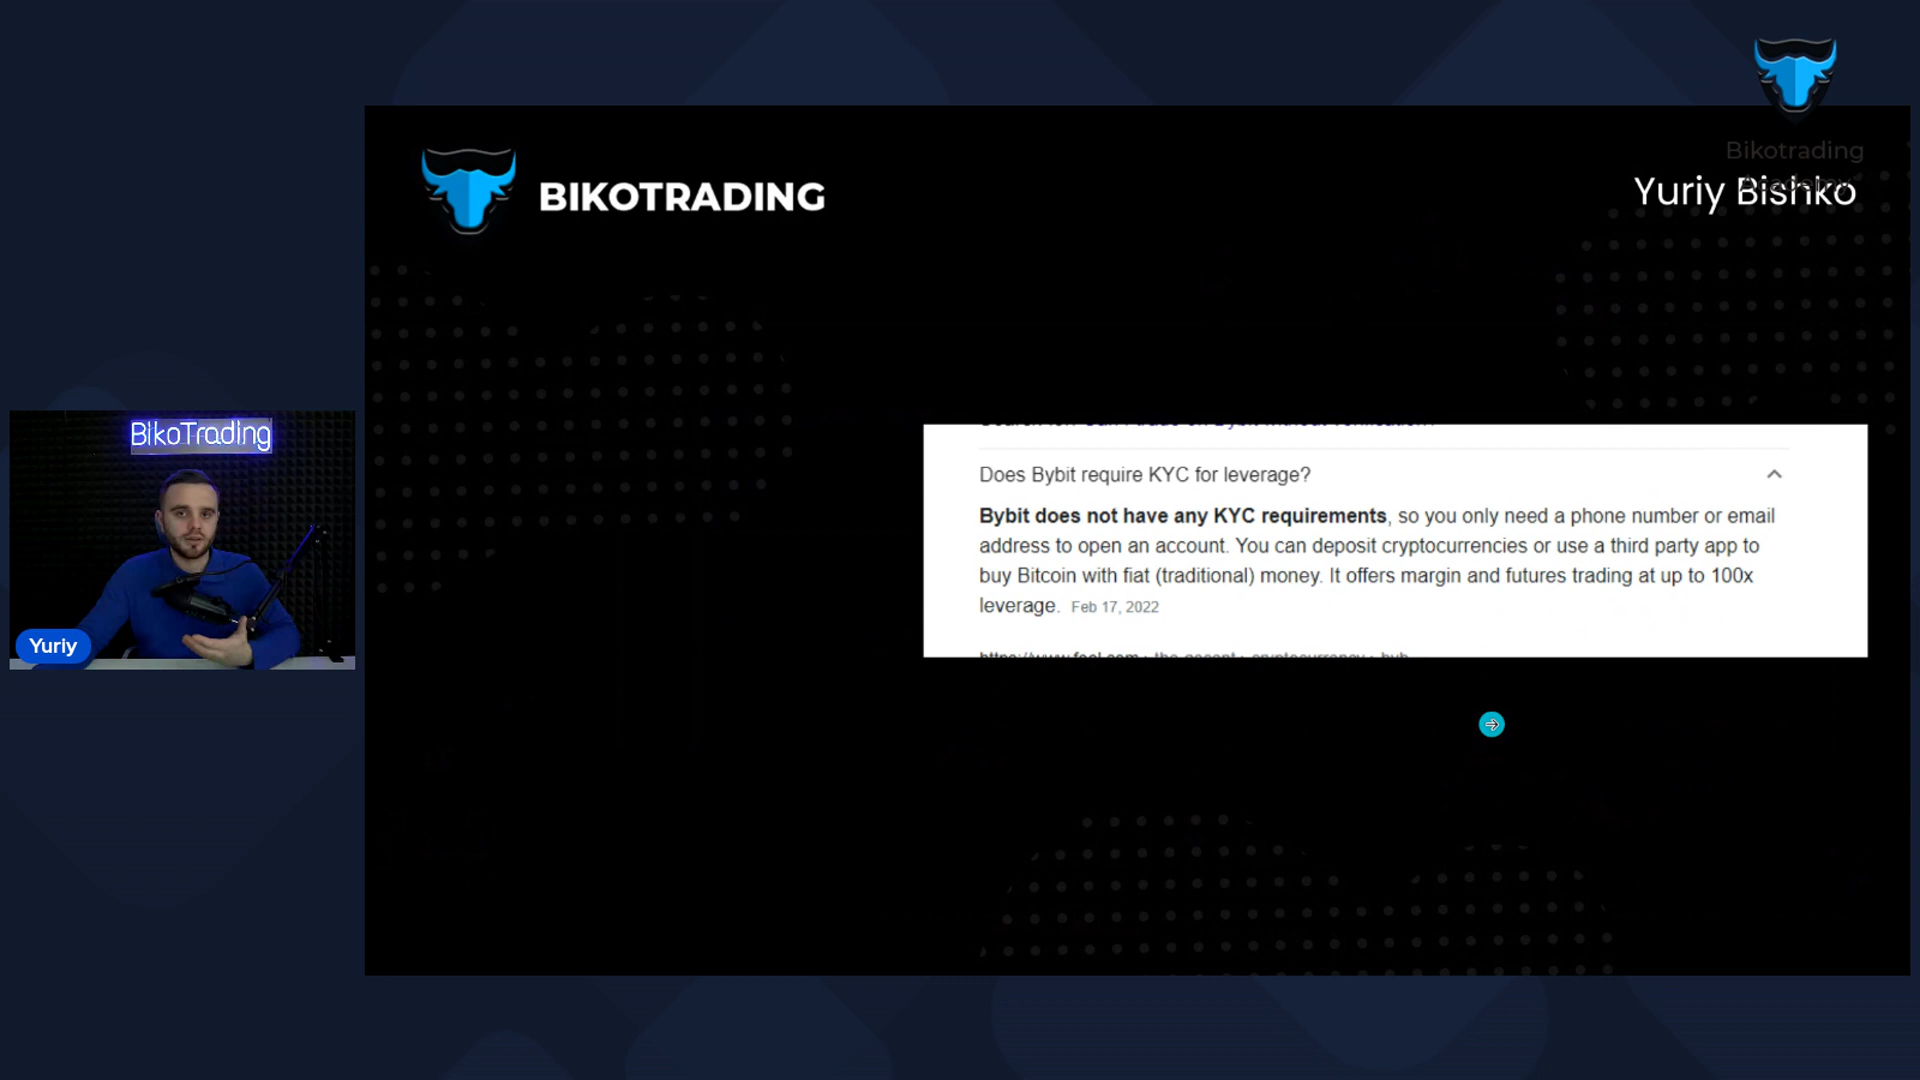 Bikotrading
Academy
BIKOTRADING
Yuriy Bishko
BikoTrading
Does Bybit require KYC for leverage?
Bybit does not have any KYC requirements, so you only need a phone number or email
address to open an account. You can deposit cryptocurrencies or use a third party app to
buy Bitcoin with fiat (traditional) money. It offers margin and futures trading at up to 100x
leverage. Feb 17, 2022
Yuriy